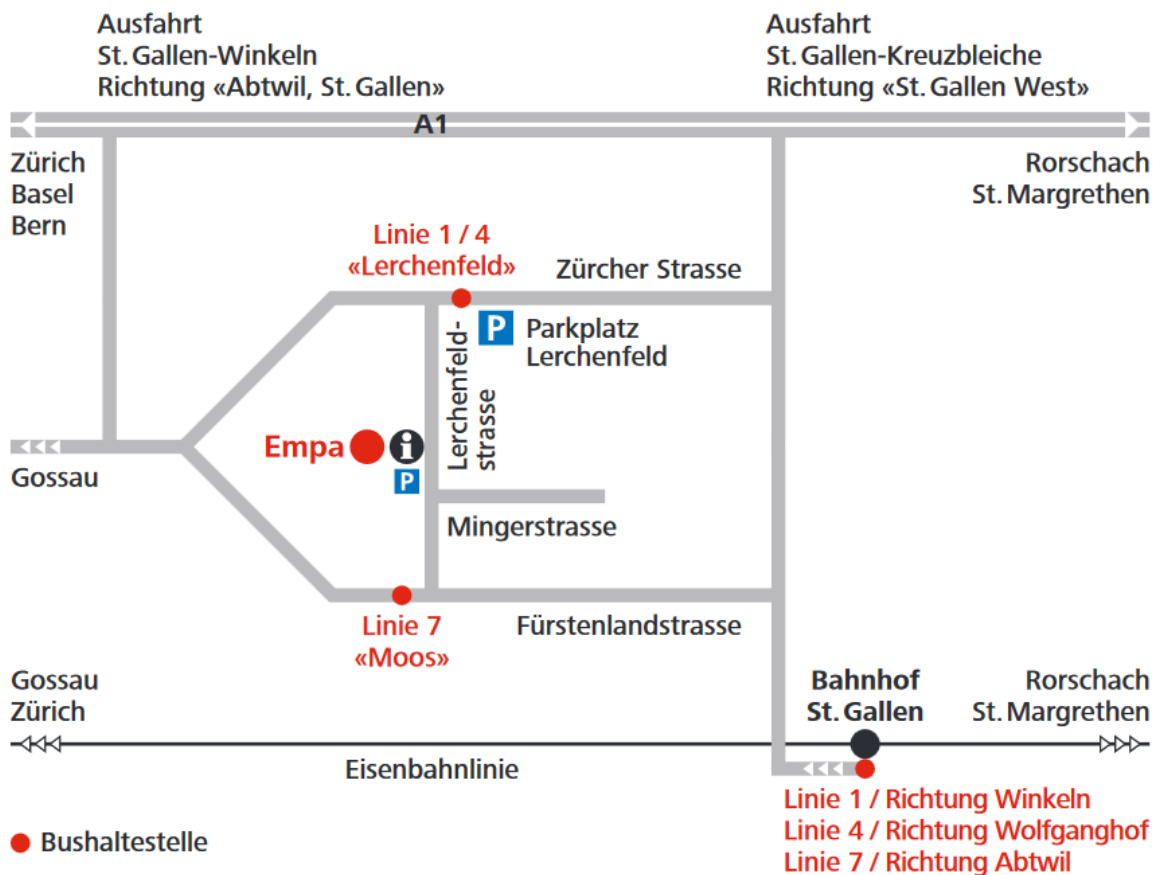 Ausfahrt
St. Gallen-Winkeln
Richtung «Abtwil, St. Gallen»
Ausfahrt
St. Gallen-Kreuzbleiche
Richtung «St. Gallen West»
A1
Zürich
Basel
Bern
Rorschach
St. Margrethen
Linie 1 / 4
«Lerchenfeld»
Zürcher Strasse
P
Parkplatz
Lerchenfeld
Lerchenfeld-
strasse
Empa
i
P
Gossau
Mingerstrasse
Linie 7
«Moos»
Fürstenlandstrasse
Gossau
Zürich
Bahnhof
St. Gallen
Rorschach
St. Margrethen
Eisenbahnlinie
Linie 1 / Richtung Winkeln
Linie 4 / Richtung Wolfganghof
Linie 7 / Richtung Abtwil
Bushaltestelle